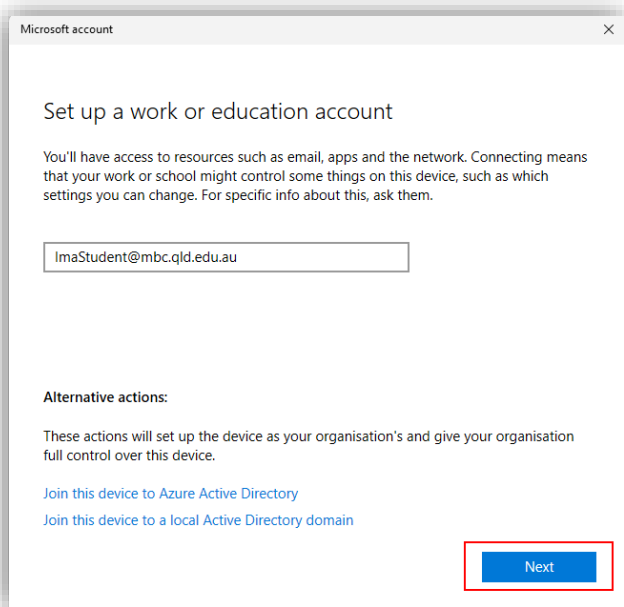 Microsoft account
Set up a work or education account
You'll have access to resources such as email, apps and the network. Connecting means
that your work or school might control some things on this device, such as which
settings you can change. For specific info about this, ask them.
ImaStudent@mbc.qld.edu.au
Alternative actions:
These actions will set up the device as your organisation's and give your organisation
full control over this device.
Join this device to Azure Active Directory
Join this device to a local Active Directory domain
Next